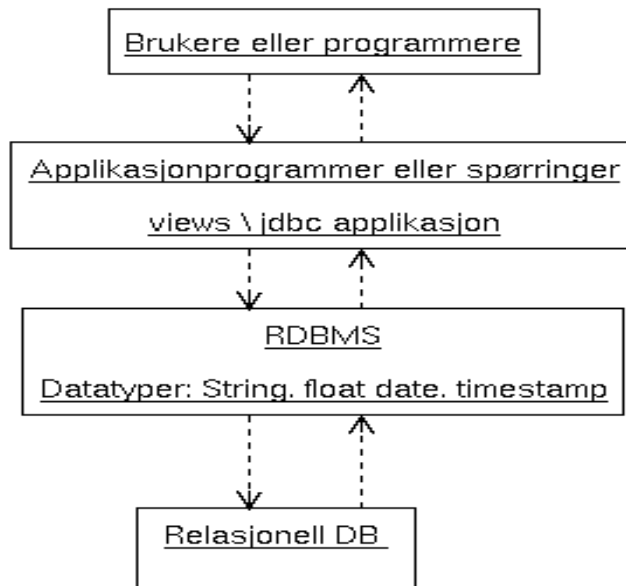 Brukere eller programmere
Applikasjonprogrammer eller spørringer
views \ jdbc applikasjon
RDBMS
Datatyper: String. float date. timestamp
Relasjonell DB